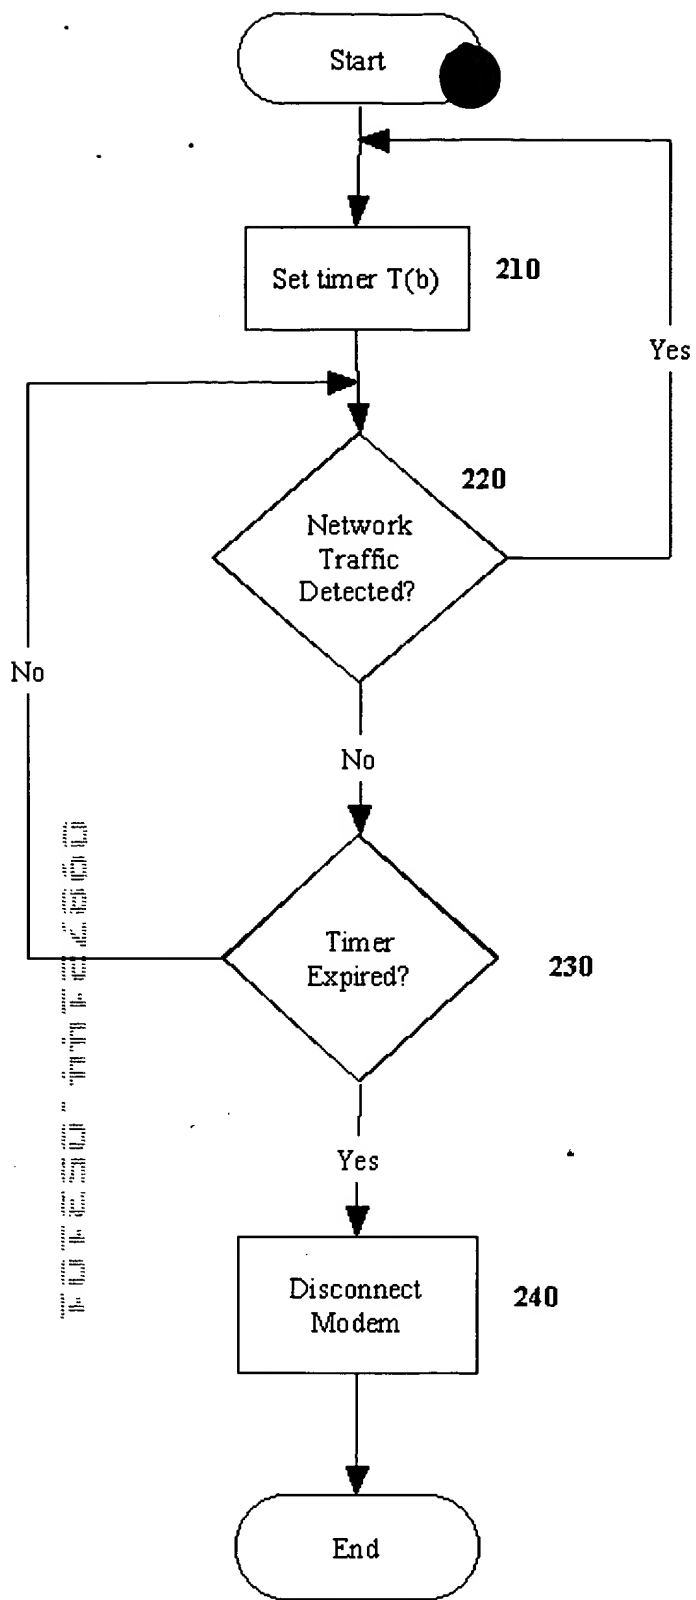 Start
Set timer T(b)
210
Yes
220
Network
Traffic
Detected?
No
No
Timer
Expired?
230
Yes
Disconnect
Modem
240
End